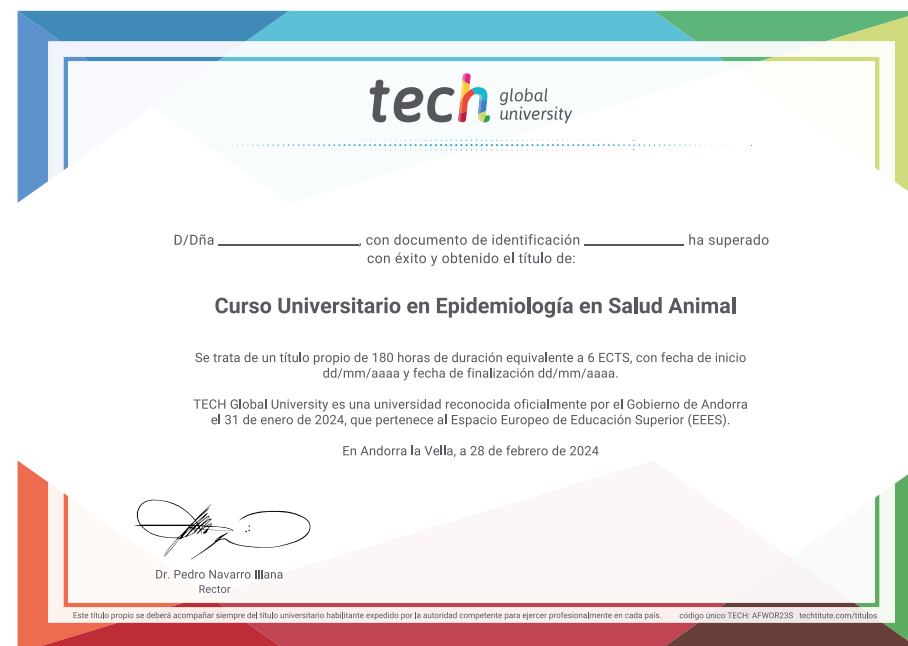 tech global university
D/Dña ____________, con documento de identificación ____________ ha superado
con éxito y obtenido el título de:
Curso Universitario en Epidemiología en Salud Animal
Se trata de un título propio de 180 horas de duración equivalente a 6 ECTS, con fecha de inicio
dd/mm/aaaa y fecha de finalización dd/mm/aaaa.
TECH Global University es una universidad reconocida oficialmente por el Gobierno de Andorra
el 31 de enero de 2024, que pertenece al Espacio Europeo de Educación Superior (EEES).
En Andorra la Vella, a 28 de febrero de 2024
Dr. Pedro Navarro Illana
Rector
Este título propio se deberá acompañar siempre del título universitario habilitante expedido por la autoridad competente para ejercer profesionalmente en cada país. código único TECH: AFWOR23S techtitute.com/títulos